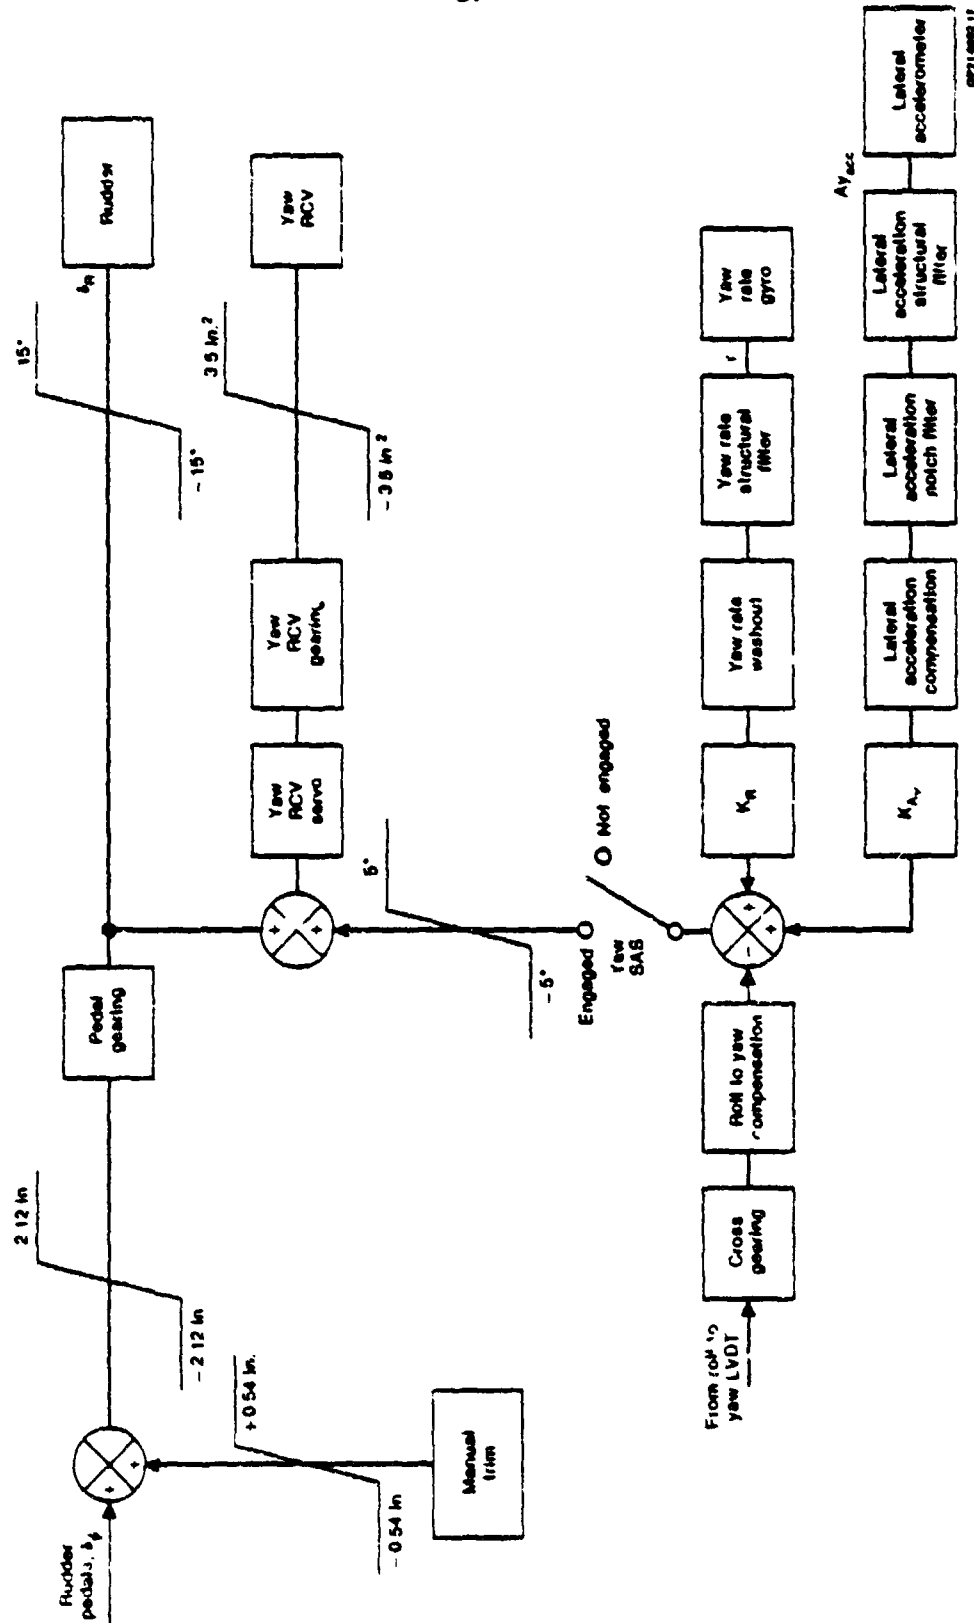 Rudder
pedals, δ
2.12 in
-2.12 in
+0.54 in.
-0.54 in
Manual
trim
Pedal
gearing
15°
-15°
δR
Rudder
Yaw
RCV
servo
Yaw
RCV
gearing
3.5 in.²
-3.5 in²
Yaw
RCV
5°
-5°
Engaged
Not engaged
Yaw
SAS
From roll to
yaw LVDT
Cross
gearing
Roll to yaw
compensation
KR
Yaw rate
washout
Yaw rate
structural
filter
r
Yaw
rate
gyro
KAy
Lateral
acceleration
compensation
Lateral
acceleration
notch filter
Lateral
acceleration
structural
filter
Ayacc
Lateral
accelerometer